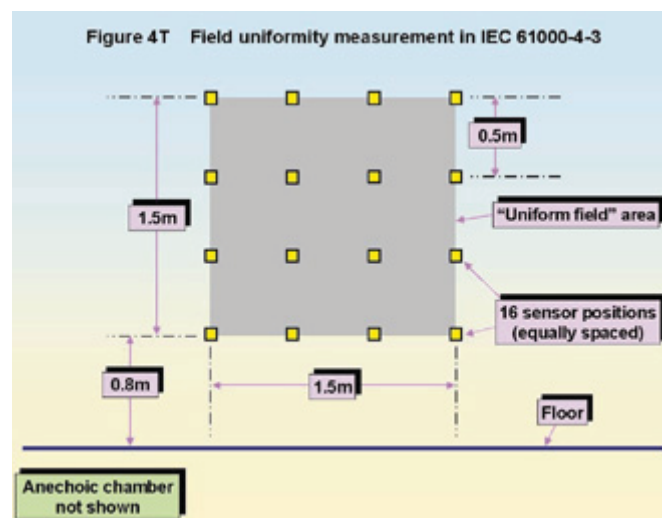 Figure 4T Field uniformity measurement in IEC 61000-4-3
0.5m
1.5m
“Uniform field” area
16 sensor positions
(equally spaced)
0.8m
1.5m
Floor
Anechoic chamber
not shown